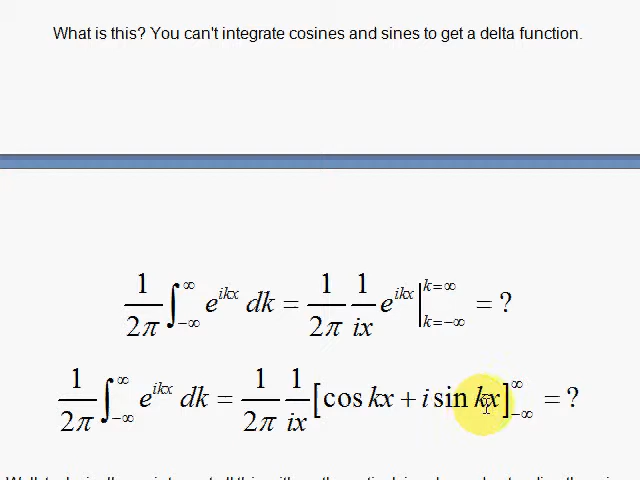 What is this? You can't integrate cosines and sines to get a delta function.
1/2π ∫_{-∞}^{∞} e^{ikx} dk = 1/2π 1/ix e^{ikx} |_{k=-∞}^{k=∞} = ?
1/2π ∫_{-∞}^{∞} e^{ikx} dk = 1/2π 1/ix [cos kx + i sin kx]_{-∞}^{∞} = ?